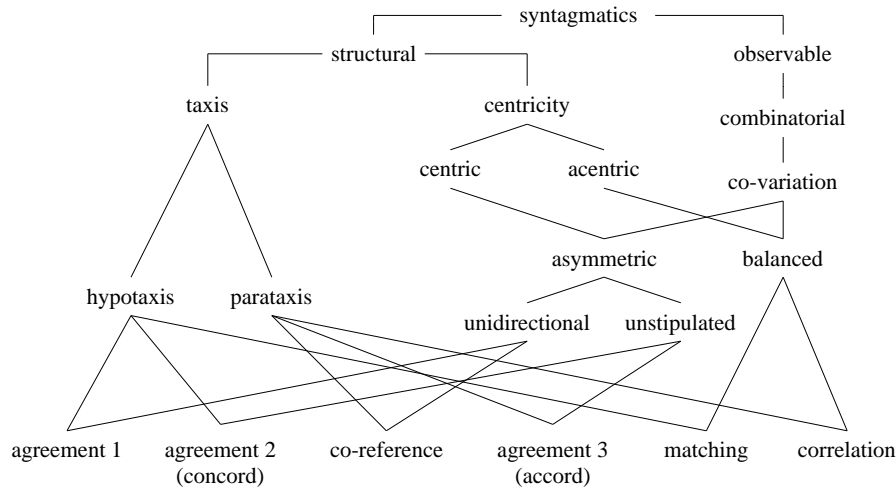 syntagmatics
structural
observable
taxis
centricity
combinatorial
centric
acentric
co-variation
asymmetric
balanced
hypotaxis
parataxis
unidirectional
unstipulated
agreement 1
agreement 2
(concord)
co-reference
agreement 3
(accord)
matching
correlation